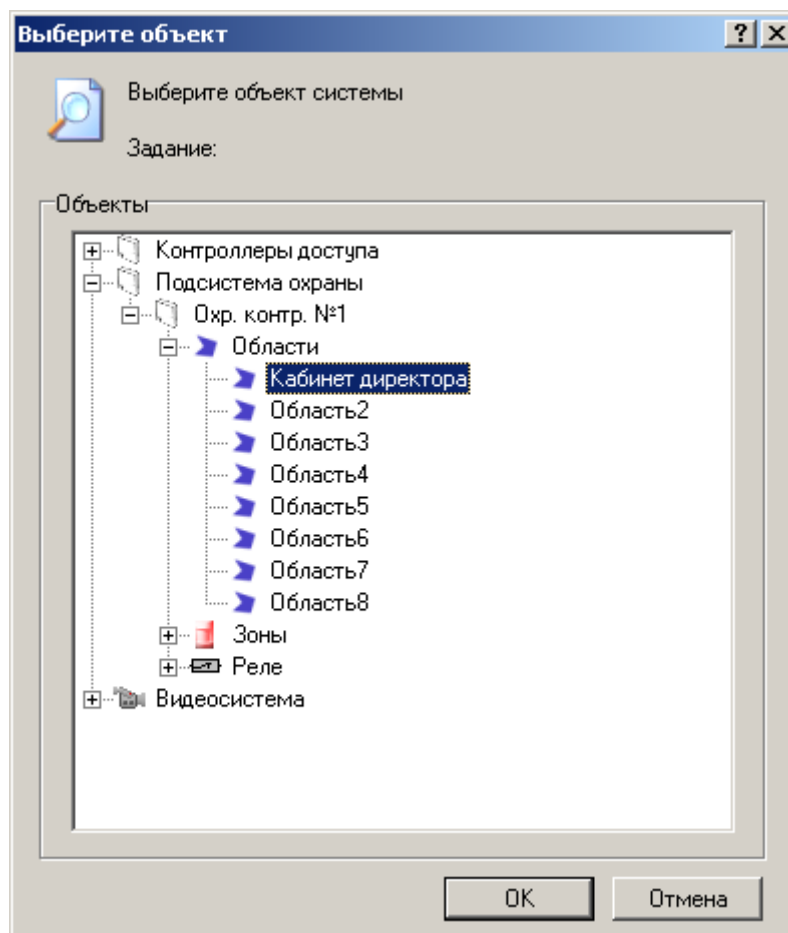 Выберите объект
Выберите объект системы
Задание:
Объекты
Контроллеры доступа
Подсистема охраны
Охр. контр. №1
Области
Кабинет директора
Область2
Область3
Область4
Область5
Область6
Область7
Область8
Зоны
Реле
Видеосистема
OK
Отмена